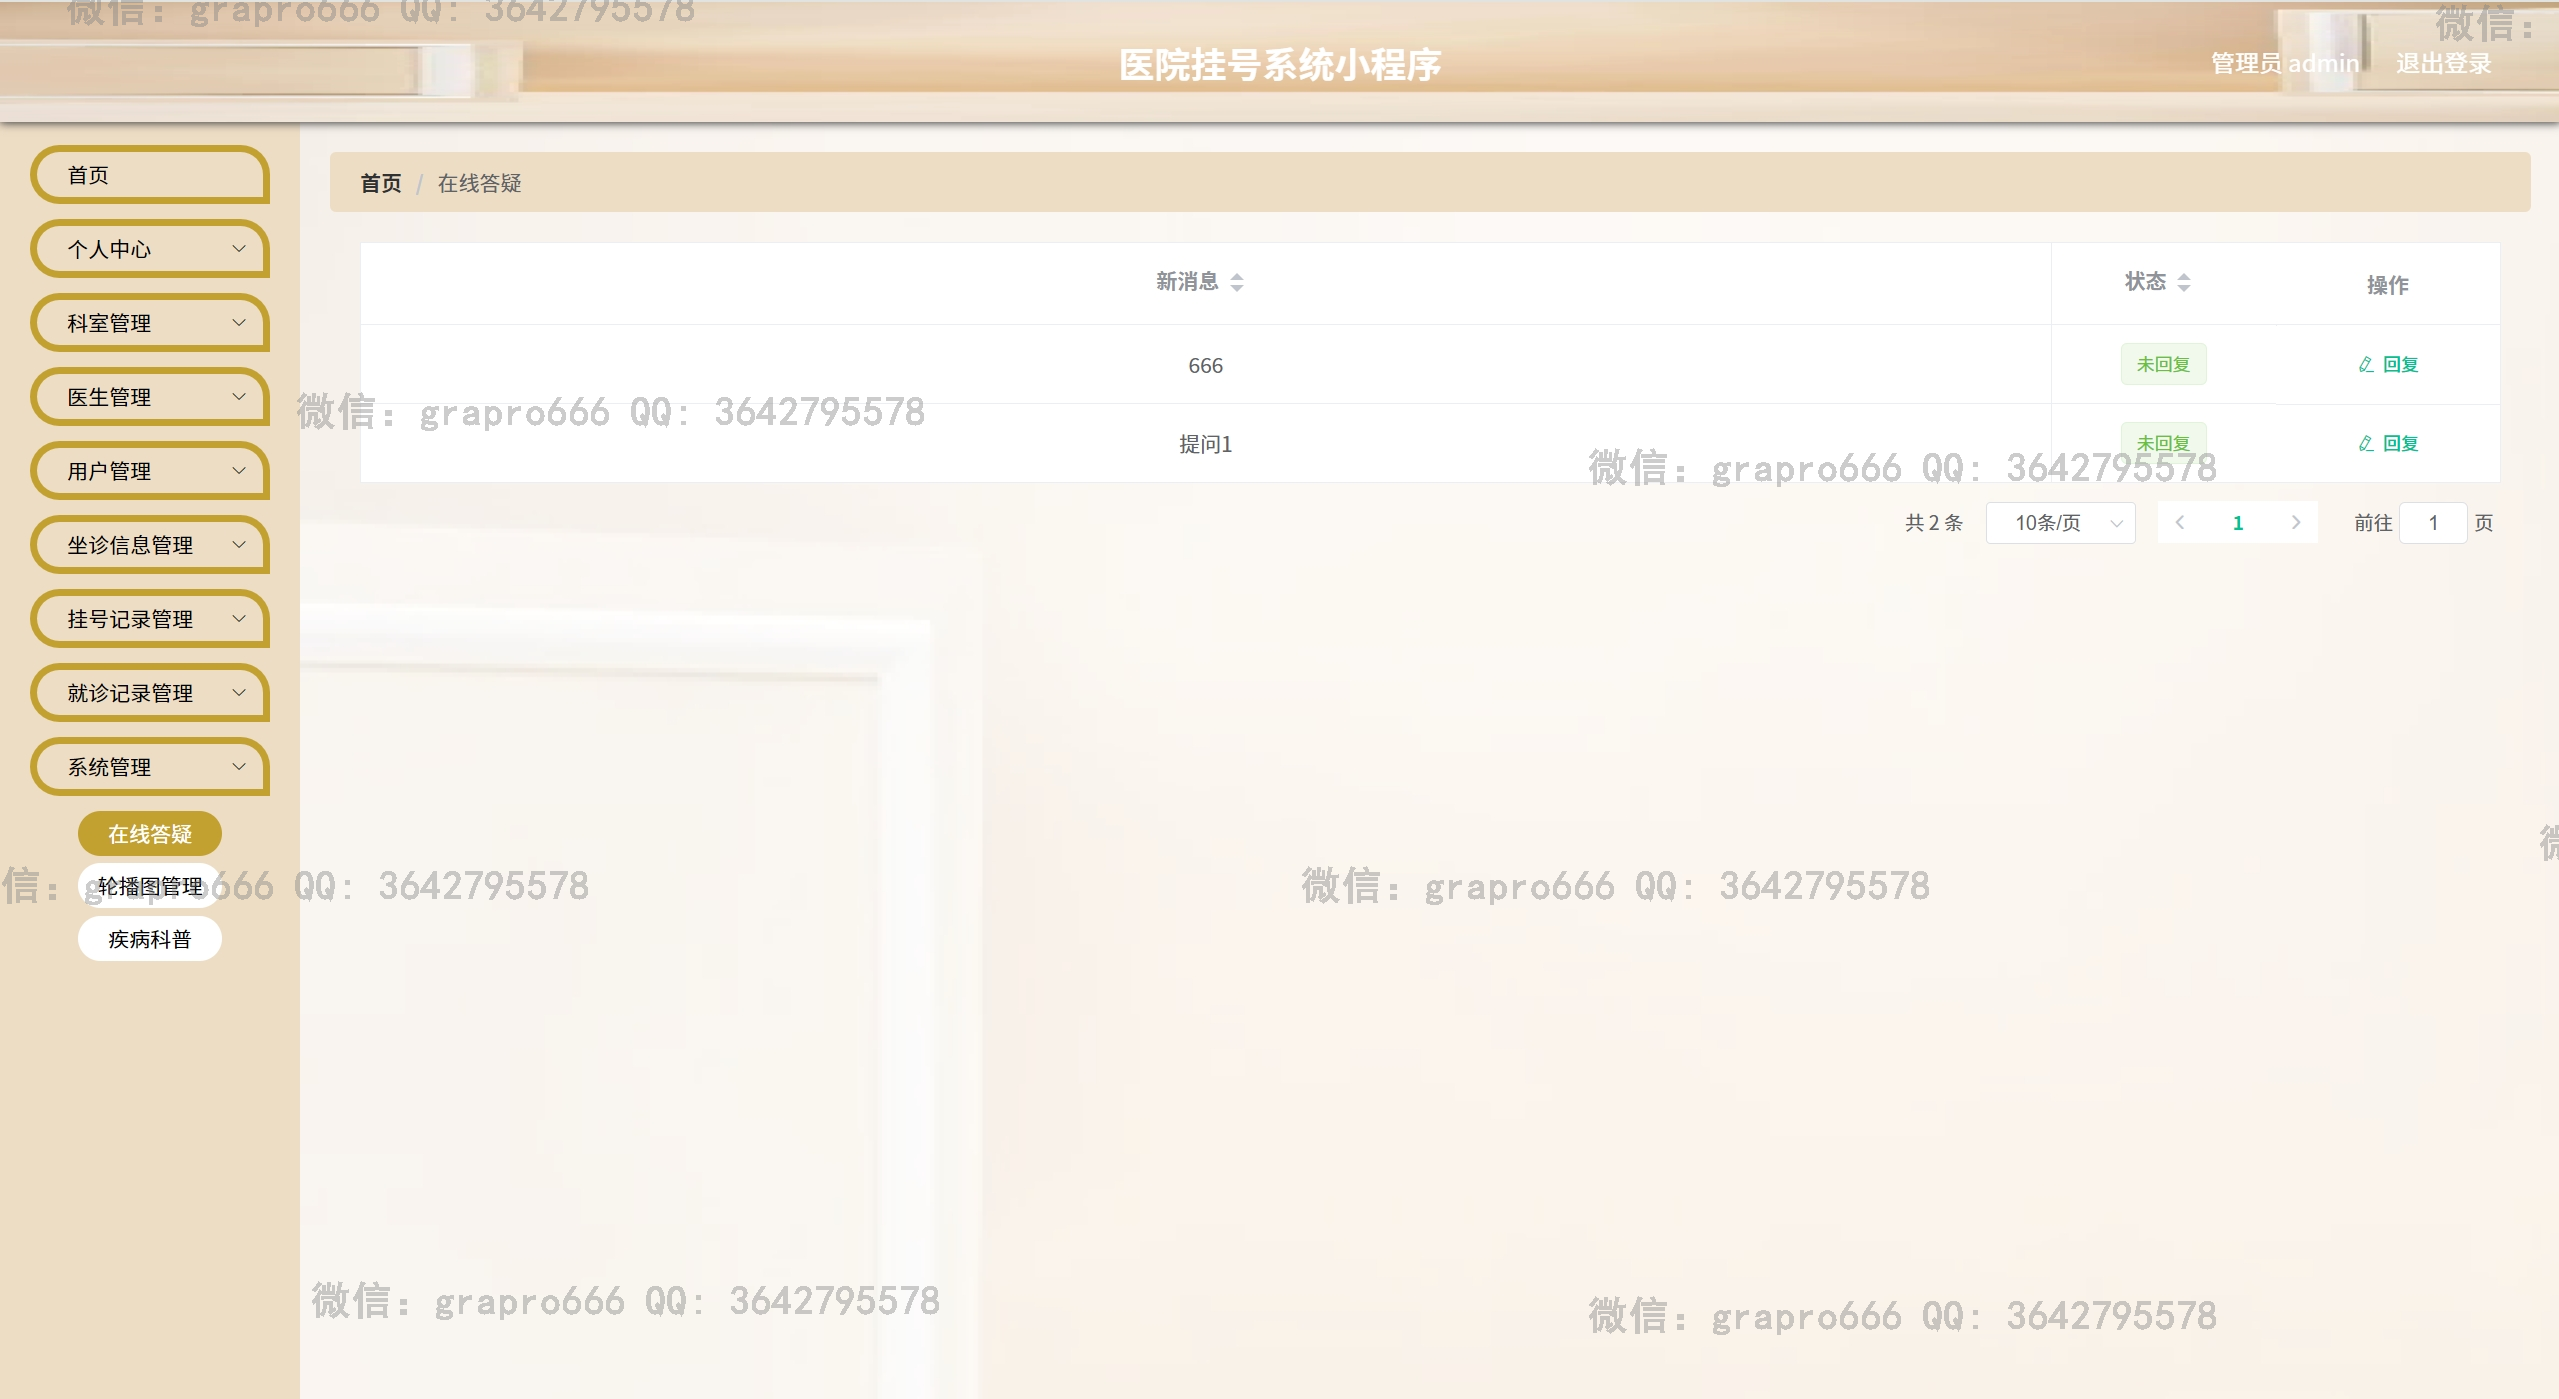 微信: grapro666 QQ: 3642795578
微信:
医院挂号系统小程序
管理员 admin
退出登录
首页
首页 / 在线答疑
个人中心
新消息
状态
操作
科室管理
666
未回复
回复
医生管理
微信: grapro666 QQ: 3642795578
提问1
未回复
回复
用户管理
微信: grapro666 QQ: 3642795578
共 2 条
10条/页
1
前往 1 页
坐诊信息管理
挂号记录管理
就诊记录管理
系统管理
在线答疑
微
轮播图管理
信: grapro666 QQ: 3642795578
微信: grapro666 QQ: 3642795578
疾病科普
微信: grapro666 QQ: 3642795578
微信: grapro666 QQ: 3642795578